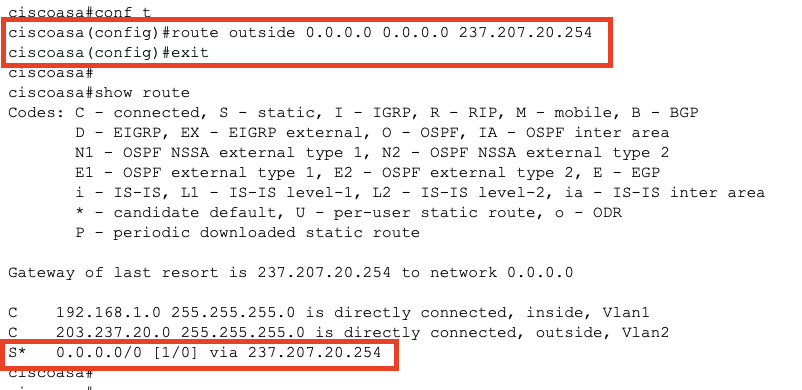 ciscoasa#conf t
ciscoasa(config)#route outside 0.0.0.0 0.0.0.0 237.207.20.254
ciscoasa(config)#exit
ciscoasa#
ciscoasa#show route
Codes: C - connected, S - static, I - IGRP, R - RIP, M - mobile, B - BGP
D - EIGRP, EX - EIGRP external, O - OSPF, IA - OSPF inter area
N1 - OSPF NSSA external type 1, N2 - OSPF NSSA external type 2
E1 - OSPF external type 1, E2 - OSPF external type 2, E - EGP
i - IS-IS, L1 - IS-IS level-1, L2 - IS-IS level-2, ia - IS-IS inter area
* - candidate default, U - per-user static route, o - ODR
P - periodic downloaded static route
Gateway of last resort is 237.207.20.254 to network 0.0.0.0
C 192.168.1.0 255.255.255.0 is directly connected, inside, Vlan1
C 203.237.20.0 255.255.255.0 is directly connected, outside, Vlan2
S* 0.0.0.0/0 [1/0] via 237.207.20.254
ciscoasa#